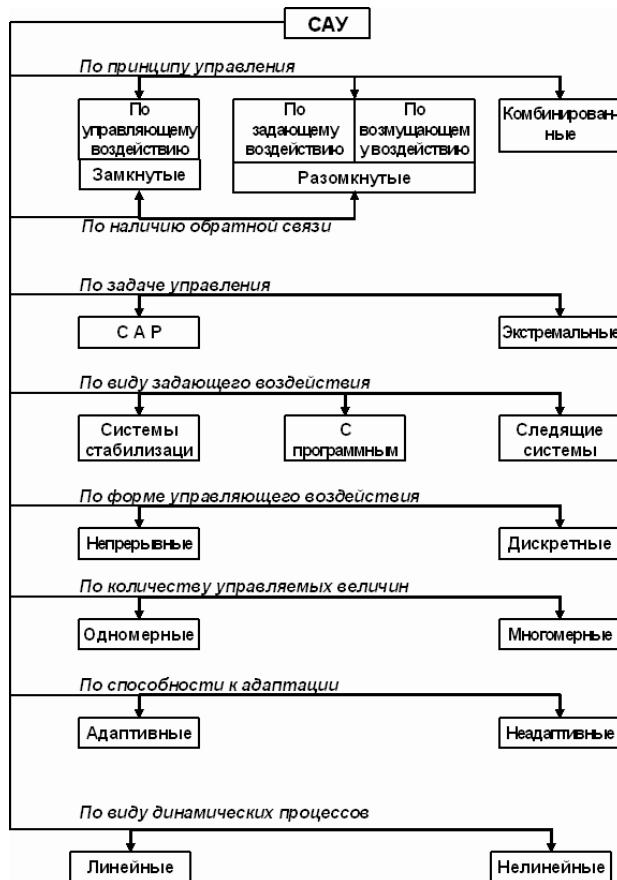 САУ
По принципу управления
По
управляющему
воздействию
По
задающему
воздействию
По
возмущающем
у воздействию
Комбинирован-
ные
Замкнутые
Разомкнутые
По наличию обратной связи
По задаче управления
С А Р
Экстремальные
По виду задающего воздействия
Системы
стабилизаци
С
программным
Следящие
системы
По форме управляющего воздействия
Непрерывные
Дискретные
По количеству управляемых величин
Одномерные
Многомерные
По способности к адаптации
Адаптивные
Неадаптивные
По виду динамических процессов
Линейные
Нелинейные